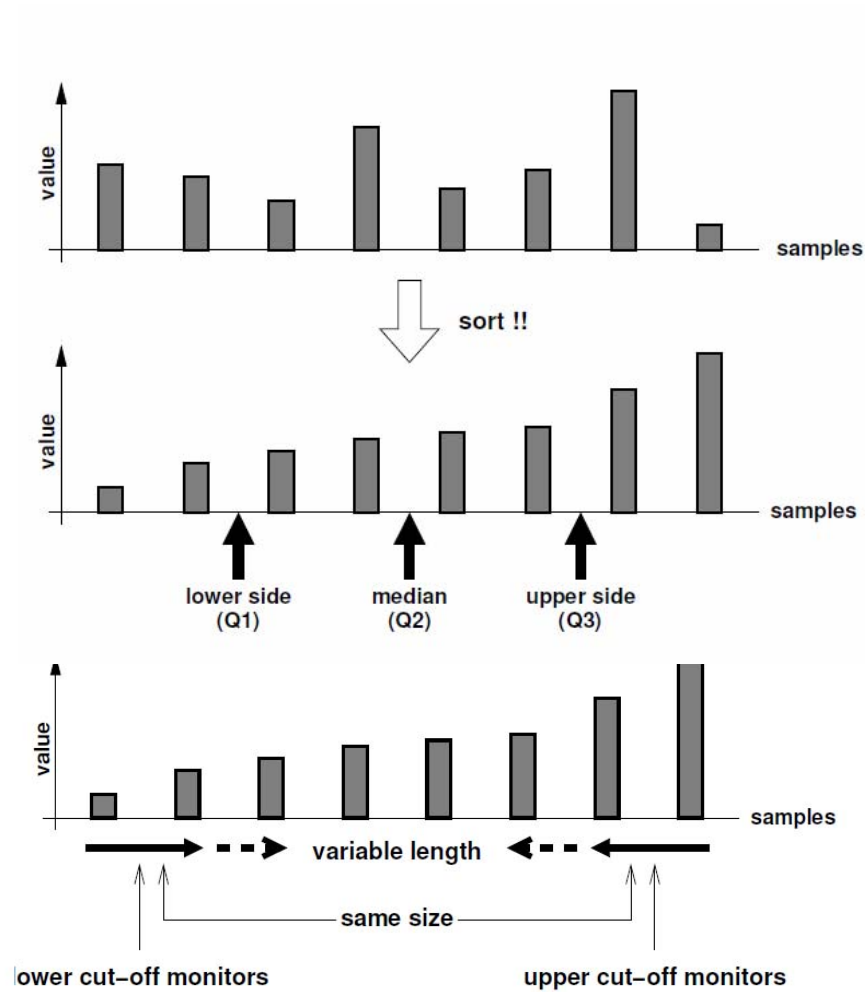 value
samples
sort !!
value
samples
lower side
(Q1)
median
(Q2)
upper side
(Q3)
value
samples
variable length
same size
lower cut–off monitors
upper cut–off monitors